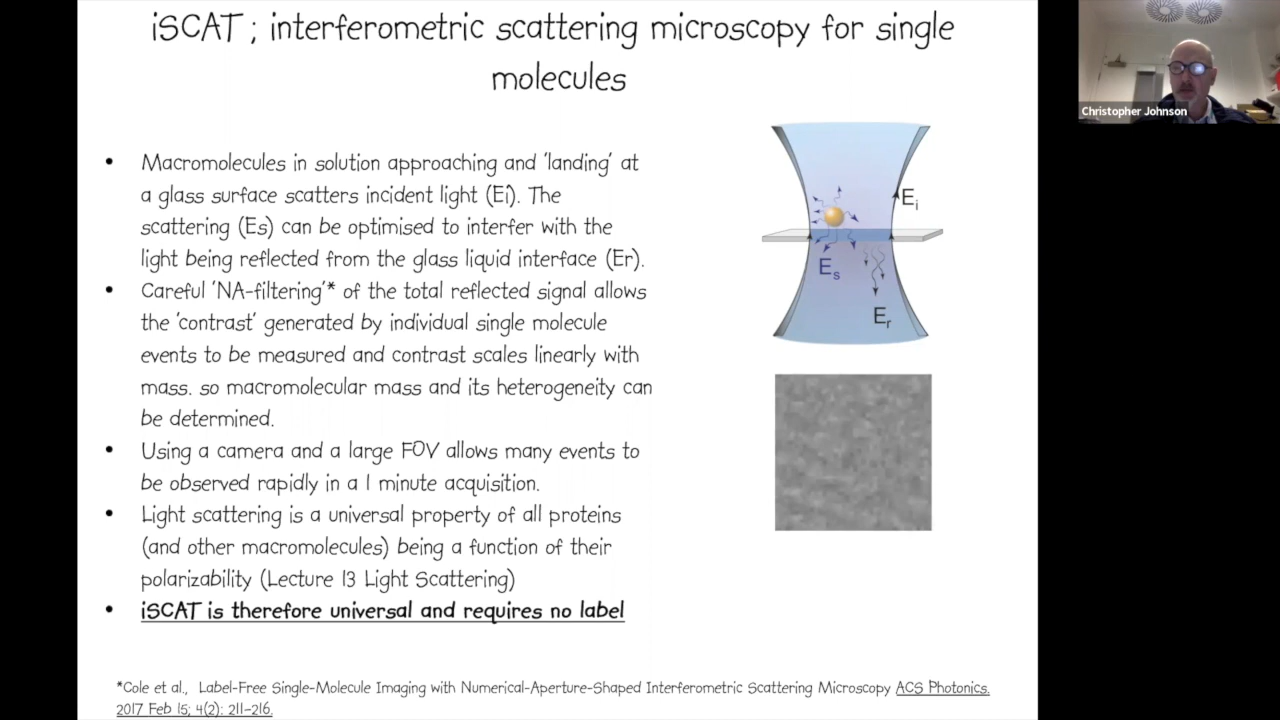 iSCAT ; interferometric scattering microscopy for single
molecules
• Macromolecules in solution approaching and 'landing' at
a glass surface scatters incident light (Ei). The
scattering (Es) can be optimised to interfer with the
light being reflected from the glass liquid interface (Er).
• Careful 'NA-filtering'* of the total reflected signal allows
the 'contrast' generated by individual single molecule
events to be measured and contrast scales linearly with
mass. so macromolecular mass and its heterogeneity can
be determined.
• Using a camera and a large FOV allows many events to
be observed rapidly in a 1 minute acquisition.
• Light scattering is a universal property of all proteins
(and other macromolecules) being a function of their
polarizability (Lecture 13 Light Scattering)
• iSCAT is therefore universal and requires no label
*Cole et al., Label-Free Single-Molecule Imaging with Numerical-Aperture-Shaped Interferometric Scattering Microscopy ACS Photonics.
2017 Feb 15; 4(2): 211-216.
Ei
Es
Er
Christopher Johnson